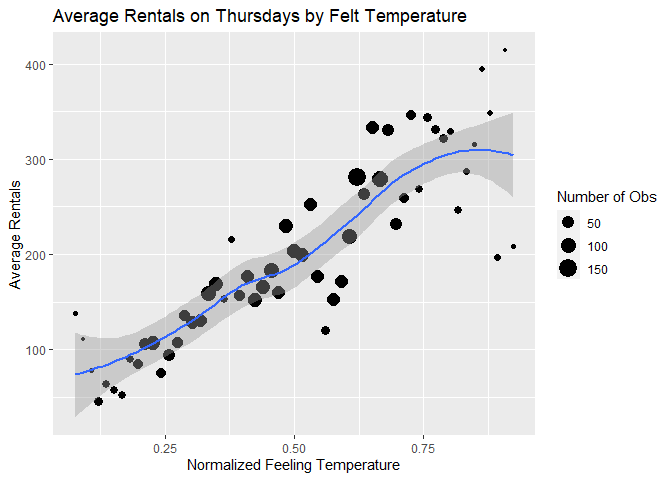 Average Rentals on Thursdays by Felt Temperature
400
300
200
100
Average Rentals
0.25
0.50
0.75
Normalized Feeling Temperature
Number of Obs
50
100
150